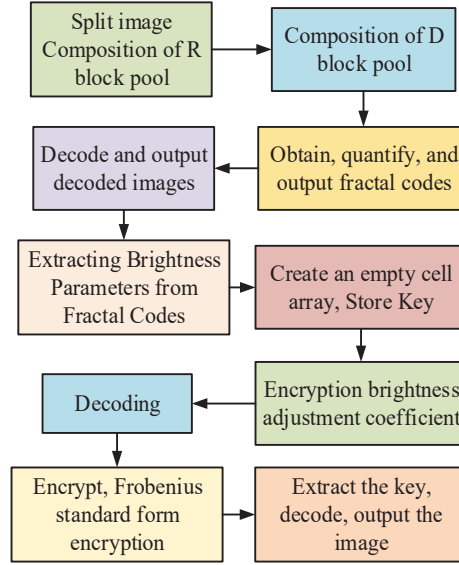 Split image
Composition of R
block pool
Composition of D
block pool
Obtain, quantify, and
output fractal codes
Decode and output
decoded images
Extracting Brightness
Parameters from
Fractal Codes
Create an empty cell
array, Store Key
Encryption brightness
adjustment coefficient
Decoding
Encrypt, Frobenius
standard form
encryption
Extract the key,
decode, output the
image